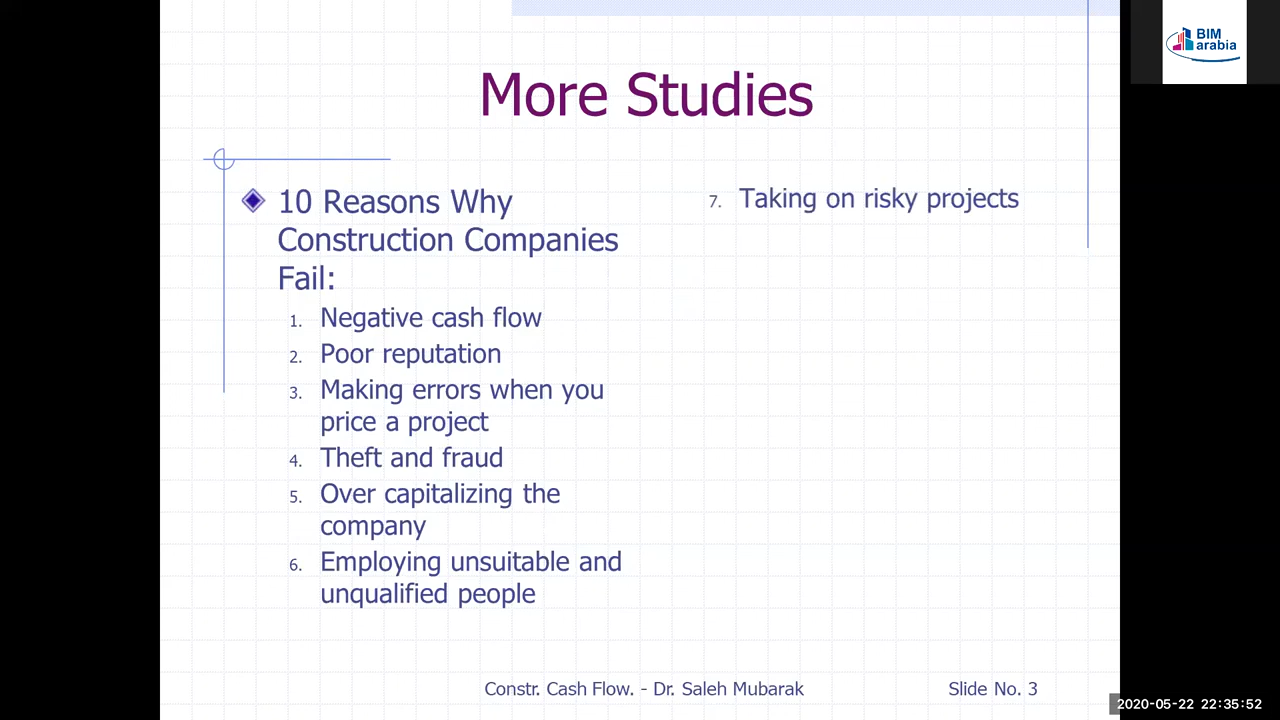 BIM
arabia
More Studies
10 Reasons Why
Construction Companies
Fail:
1. Negative cash flow
2. Poor reputation
3. Making errors when you
price a project
4. Theft and fraud
5. Over capitalizing the
company
6. Employing unsuitable and
unqualified people
7. Taking on risky projects
Constr. Cash Flow. - Dr. Saleh Mubarak
Slide No. 3
2020-05-22 22:35:52